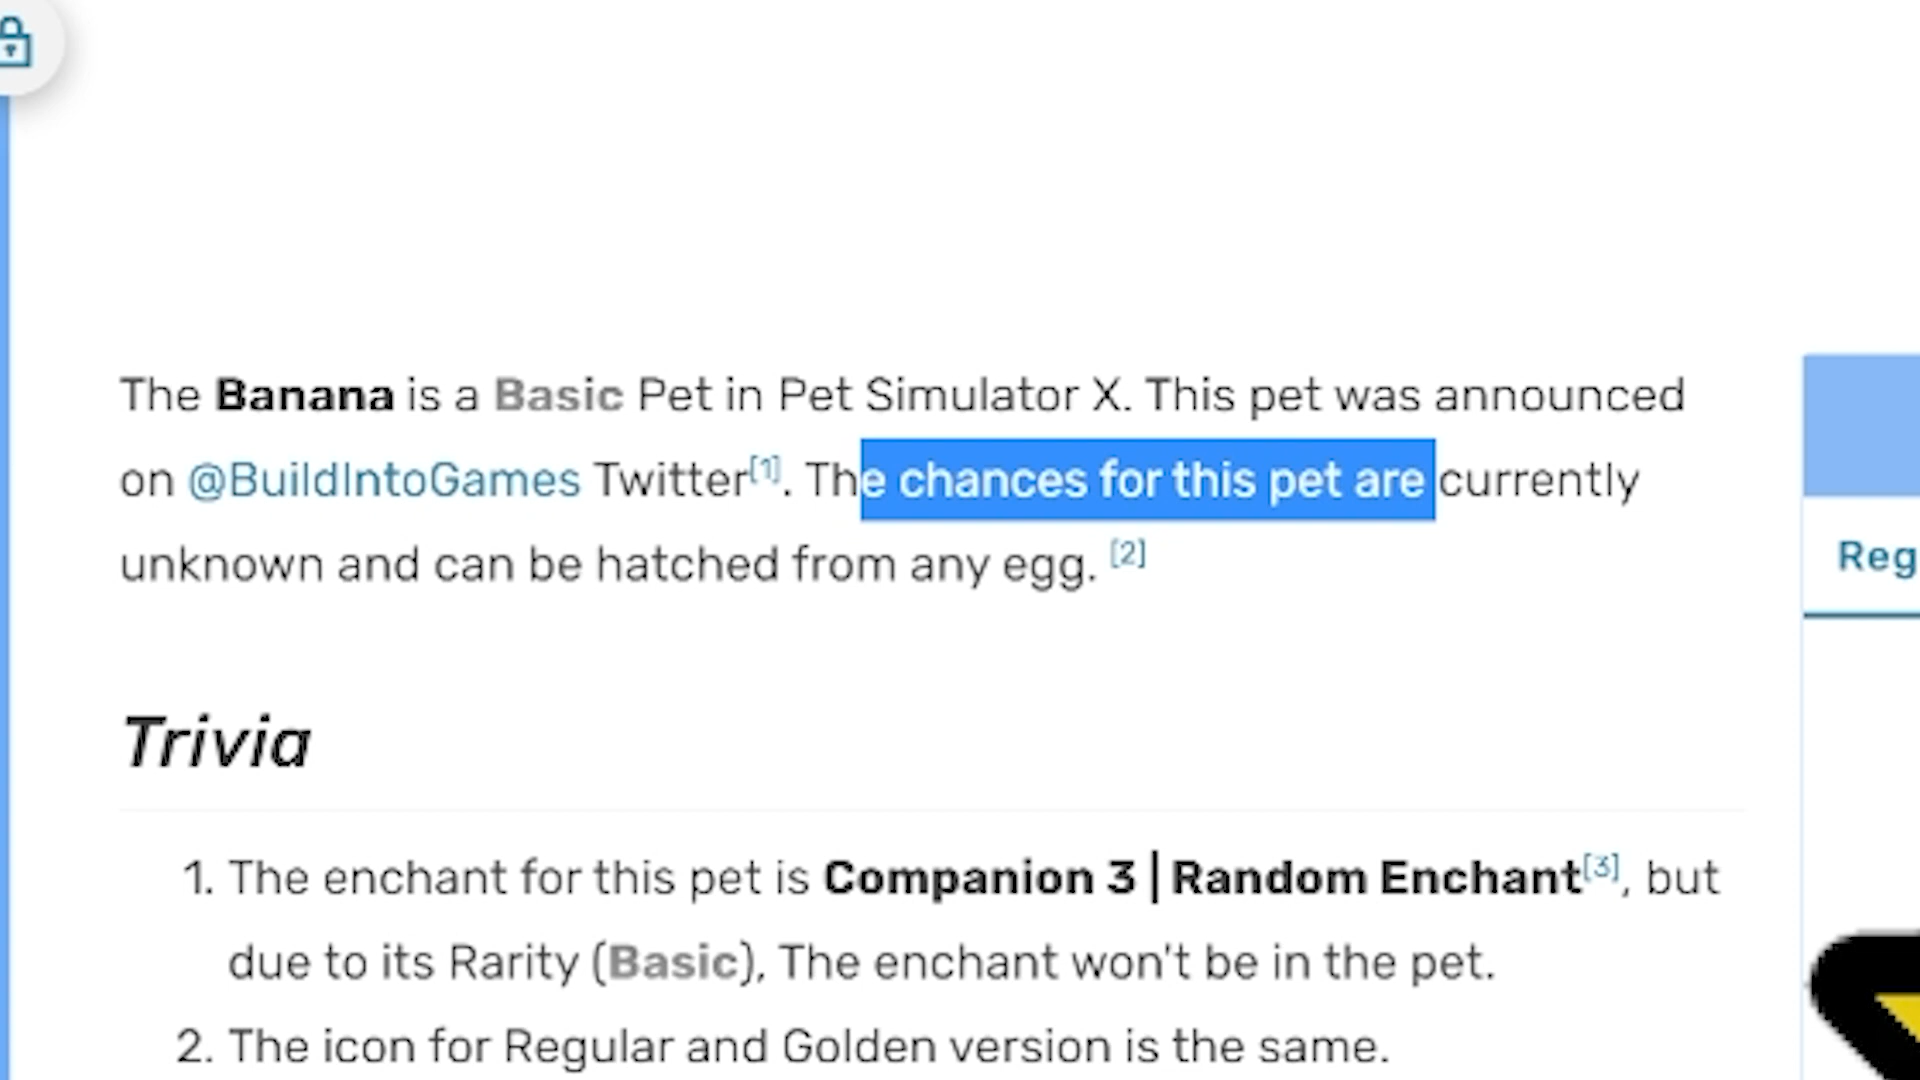 The Banana is a Basic Pet in Pet Simulator X. This pet was announced
on @BuildIntoGames Twitter[1]. The chances for this pet are currently
unknown and can be hatched from any egg. [2]
Reg
Trivia
1. The enchant for this pet is Companion 3 | Random Enchant[3], but
due to its Rarity (Basic), The enchant won't be in the pet.
2. The icon for Regular and Golden version is the same.